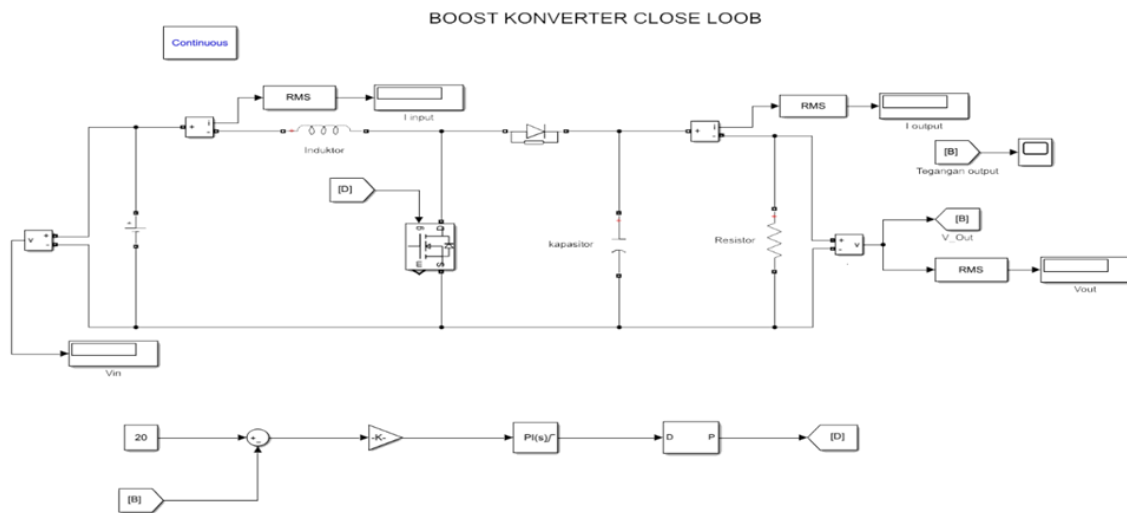 BOOST KONVERTER CLOSE LOOB
Continuous
RMS
I input
RMS
I output
+ i -
Induktor
+ i -
[B]
Tegangan output
[D]
g D
m S
kapasitor
Resistor
[B]
V_Out
v + -
+ v -
RMS
Vout
Vin
20
+ -
-K-
PI(s)
D P
[D]
[B]